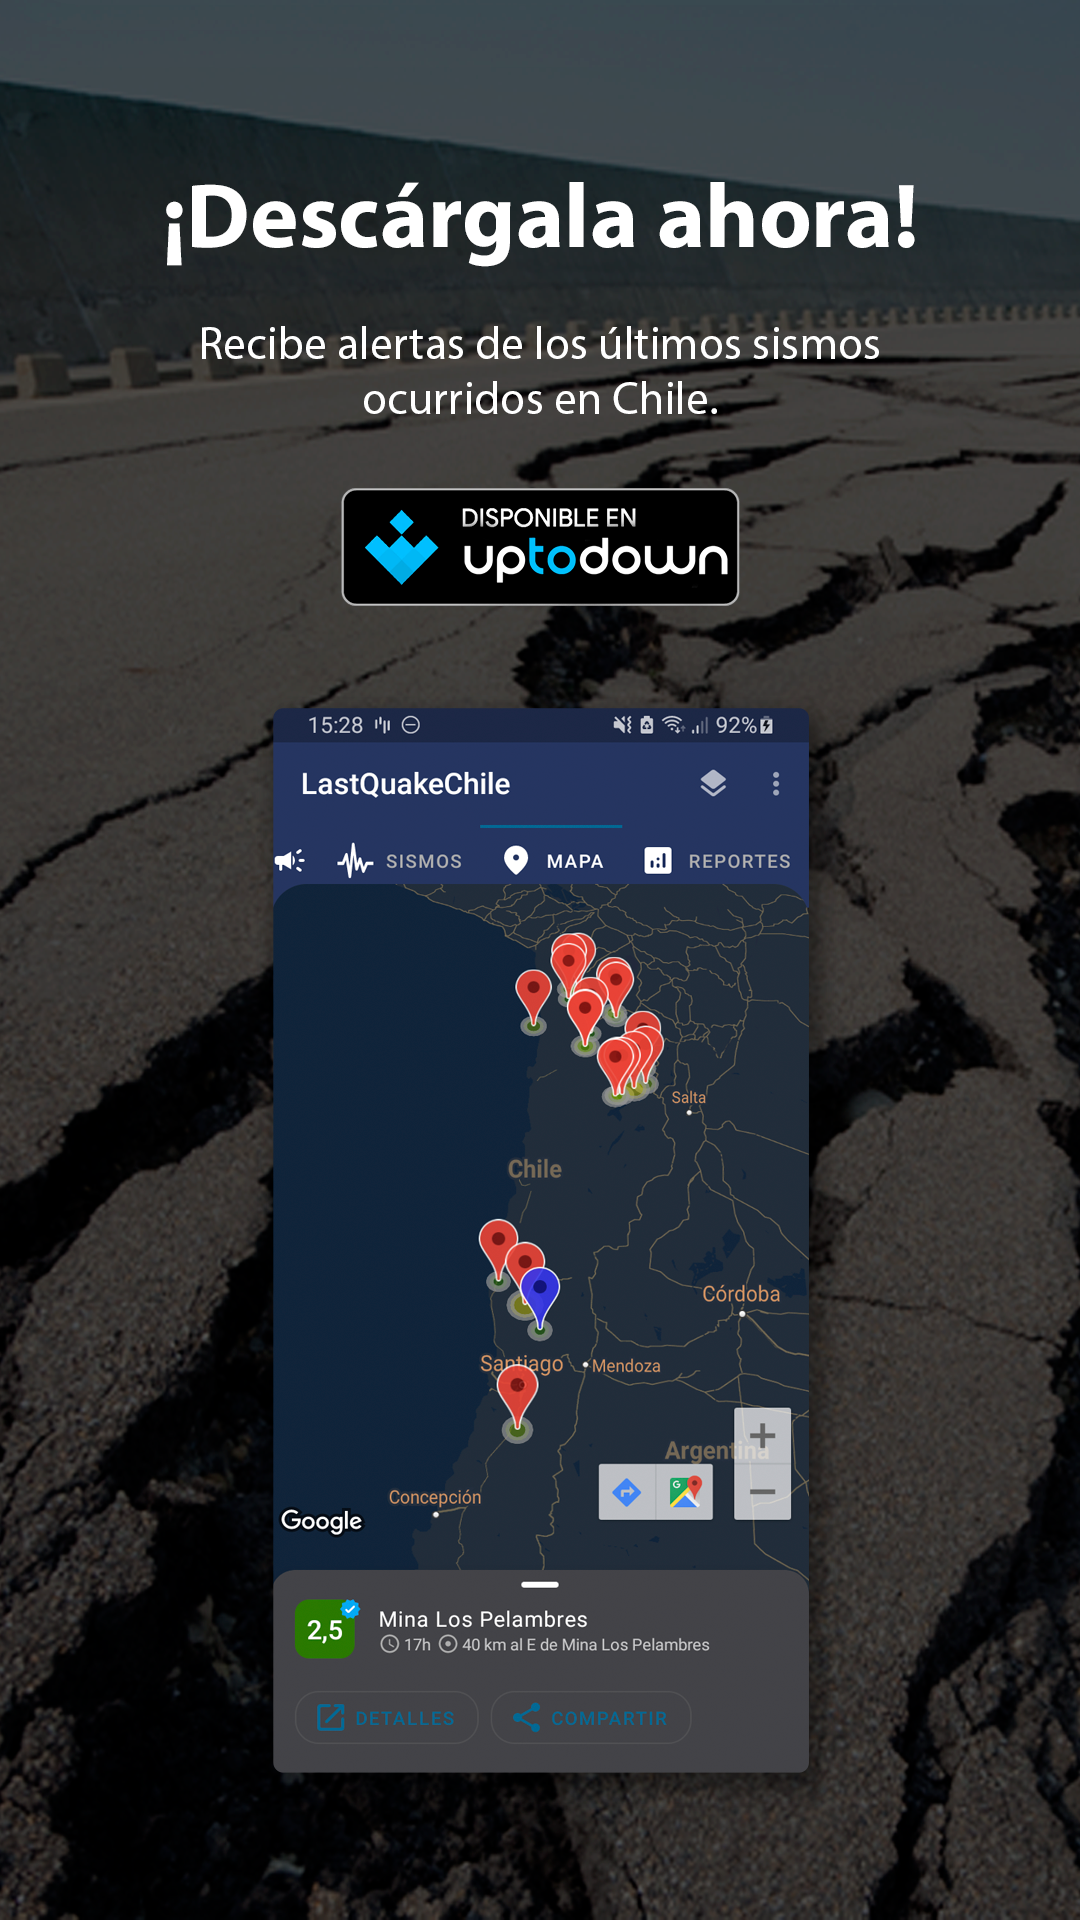 ¡Descárgala ahora!
Recibe alertas de los últimos sismos
ocurridos en Chile.
DISPONIBLE EN
uptodown
15:28 92%
LastQuakeChile
SISMOS MAPA REPORTES
Salta
Chile
Córdoba
Santiago Mendoza
Argentina
Concepción
Google
2,5 Mina Los Pelambres
17h 40 km al E de Mina Los Pelambres
DETALLES COMPARTIR